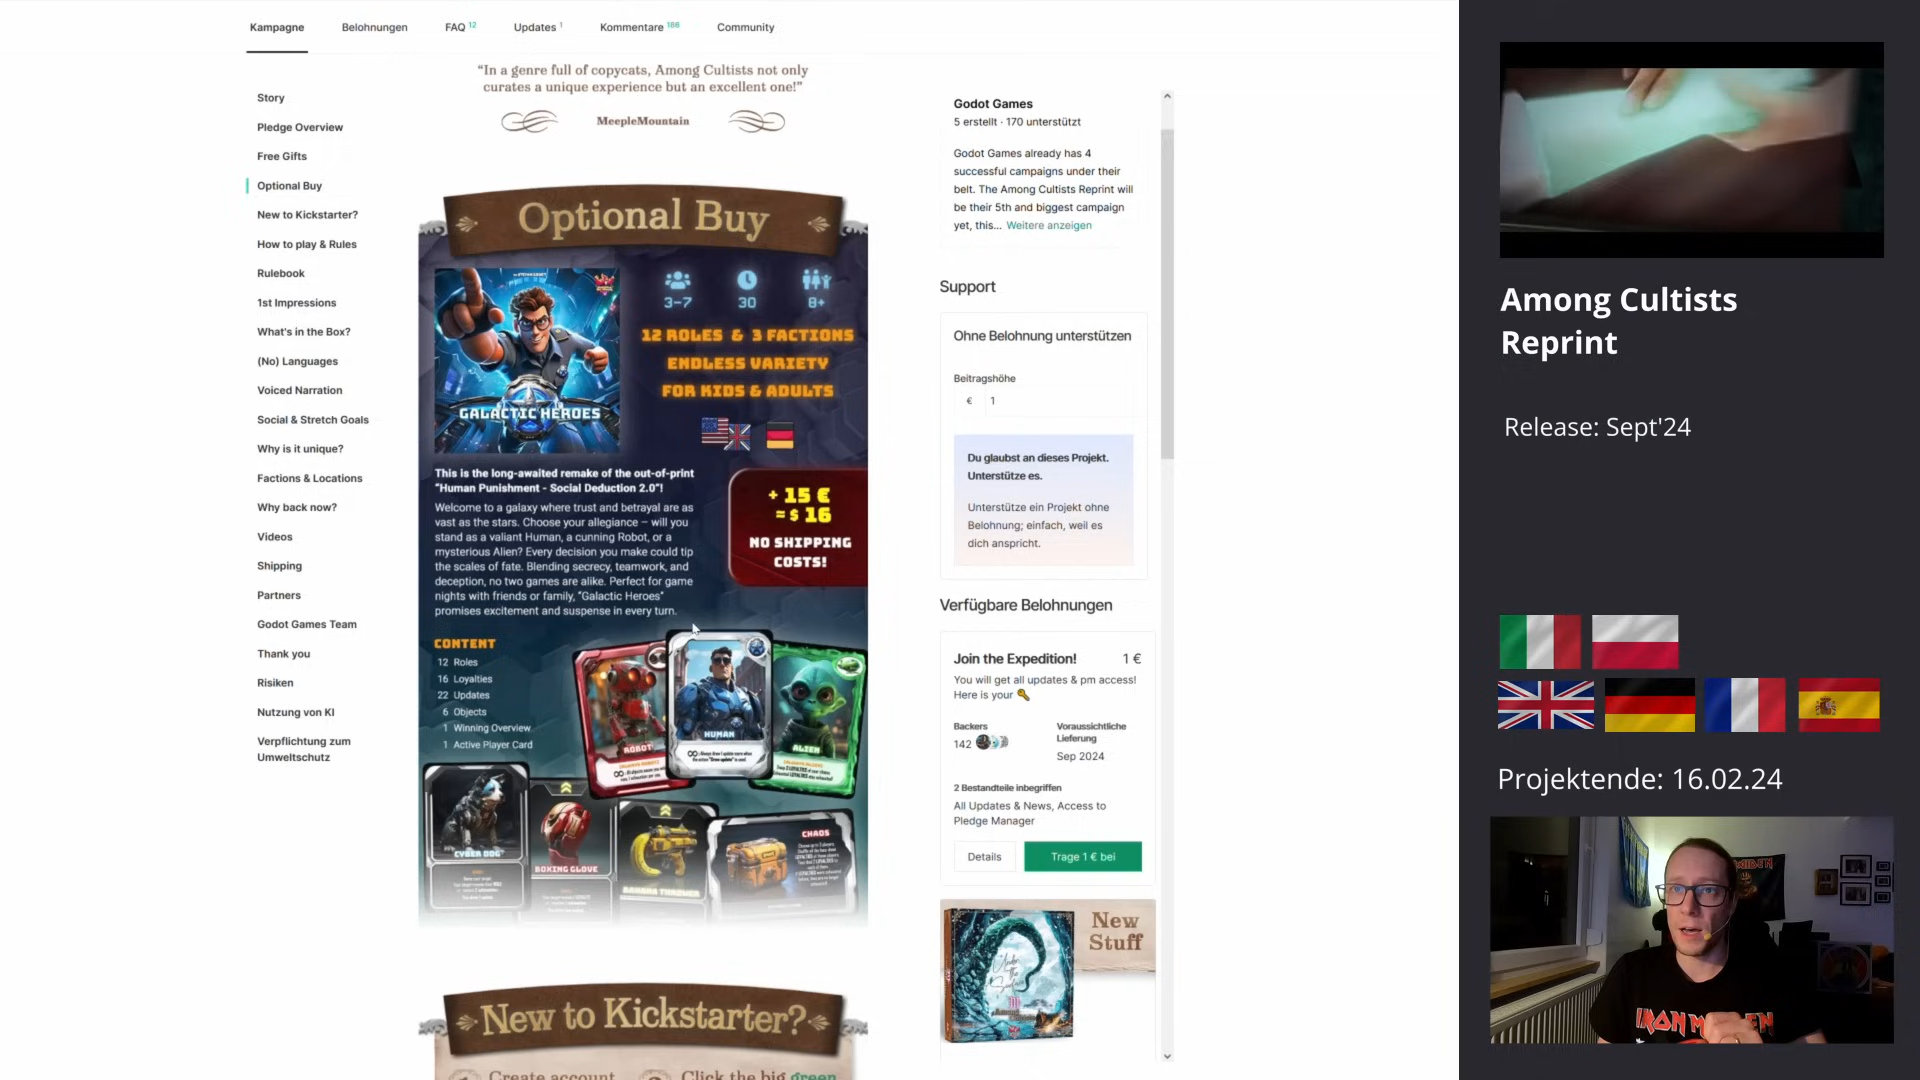 Kampagne
Belohnungen
FAQ 12
Updates 1
Kommentare 186
Community
Story
Pledge Overview
Free Gifts
Optional Buy
New to Kickstarter?
How to play & Rules
Rulebook
1st Impressions
What's in the Box?
(No) Languages
Voiced Narration
Social & Stretch Goals
Why is it unique?
Factions & Locations
Why back now?
Videos
Shipping
Partners
Godot Games Team
Thank you
Risiken
Nutzung von KI
Verpflichtung zum
Umweltschutz
“In a genre full of copycats, Among Cultists not only
curates a unique experience but an excellent one!”
MeepleMountain
Optional Buy
GALACTIC HEROES
3-7
30
8+
12 ROLES & 3 FACTIONS
ENDLESS VARIETY
FOR KIDS & ADULTS
This is the long-awaited remake of the out-of-print
“Human Punishment - Social Deduction 2.0”!
Welcome to a galaxy where trust and betrayal are as
vast as the stars. Choose your allegiance – will you
stand as a valiant Human, a cunning Robot, or a
mysterious Alien? Every decision you make could tip
the scales of fate. Blending secrecy, teamwork, and
deception, no two games are alike. Perfect for game
nights with friends or family, “Galactic Heroes”
promises excitement and suspense in every turn.
+ 15 €
≈ $ 16
NO SHIPPING
COSTS!
CONTENT
12 Roles
16 Loyalties
22 Updates
6 Objects
1 Winning Overview
1 Active Player Card
ROBOT
HUMAN
ALIEN
CYBER DOG
BOXING GLOVE
BANANA THROWER
CHAOS
New to Kickstarter?
Create account
Click the big green
Godot Games
5 erstellt · 170 unterstützt
Godot Games already has 4
successful campaigns under their
belt. The Among Cultists Reprint will
be their 5th and biggest campaign
yet, this... Weitere anzeigen
Support
Ohne Belohnung unterstützen
Beitragshöhe
€ 1
Du glaubst an dieses Projekt.
Unterstütze es.
Unterstütze ein Projekt ohne
Belohnung; einfach, weil es
dich anspricht.
Verfügbare Belohnungen
Join the Expedition! 1 €
You will get all updates & pm access!
Here is your
Backers
142
Voraussichtliche
Lieferung
Sep 2024
2 Bestandteile inbegriffen
All Updates & News, Access to
Pledge Manager
Details
Trage 1 € bei
New
Stuff
Under
the
Surface
Among Cultists
Reprint
Release: Sept'24
Projektende: 16.02.24
IRON M